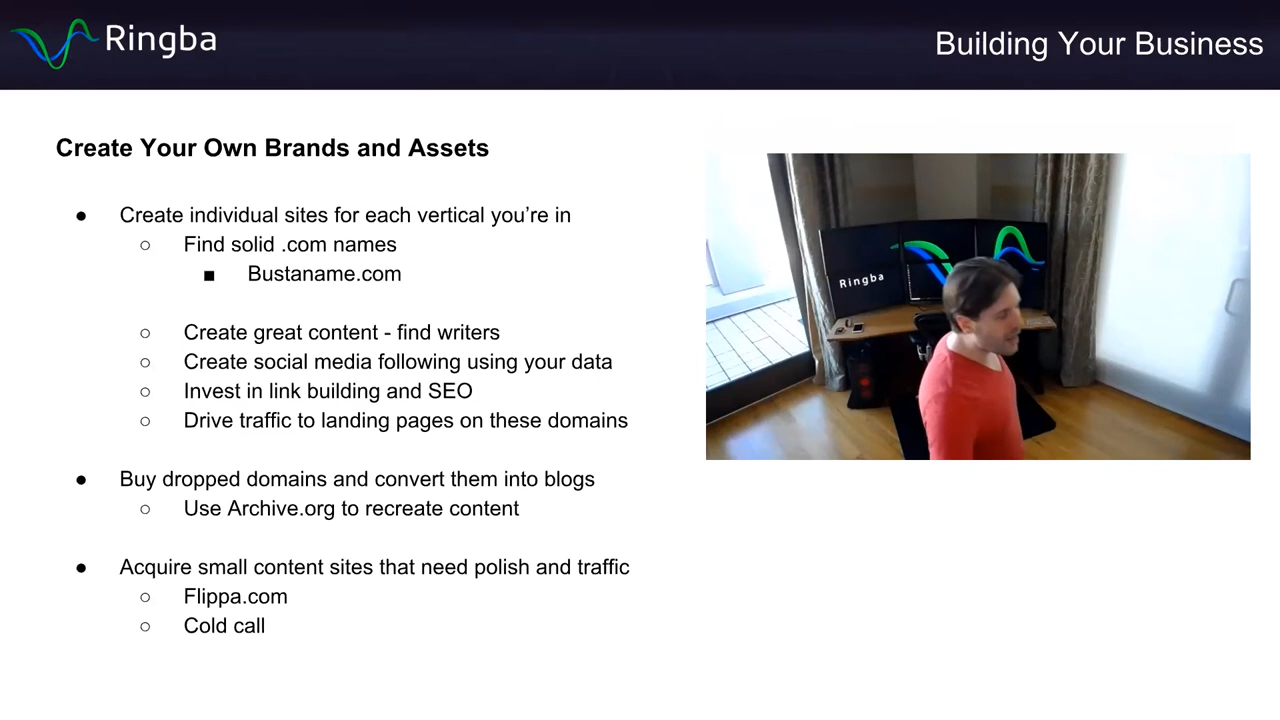 Ringba
Building Your Business
Create Your Own Brands and Assets
● Create individual sites for each vertical you’re in
○ Find solid .com names
■ Bustaname.com
○ Create great content - find writers
○ Create social media following using your data
○ Invest in link building and SEO
○ Drive traffic to landing pages on these domains
● Buy dropped domains and convert them into blogs
○ Use Archive.org to recreate content
● Acquire small content sites that need polish and traffic
○ Flippa.com
○ Cold call
Ringba